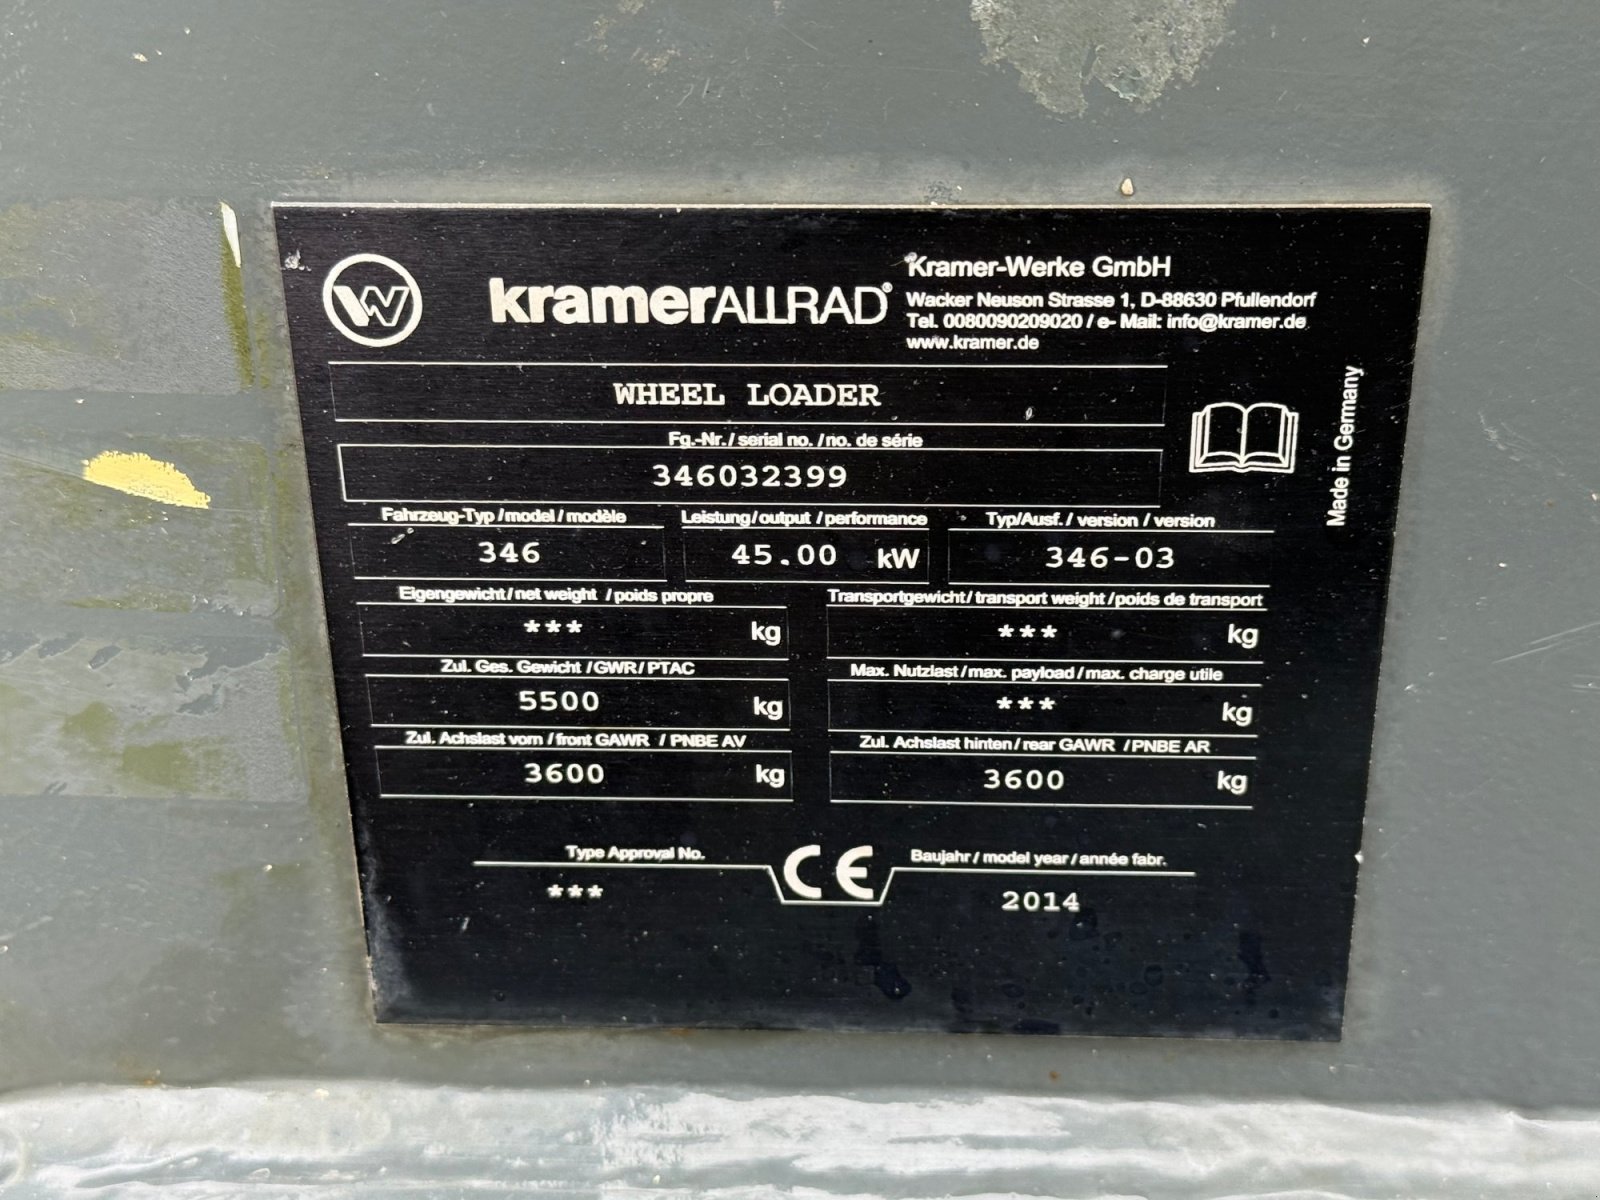 W
kramerALLRAD®
Kramer-Werke GmbH
Wacker Neuson Strasse 1, D-88630 Pfullendorf
Tel. 0080090209020 / e- Mail: info@kramer.de
www.kramer.de
WHEEL LOADER
Fg.-Nr. / serial no. / no. de série
346032399
Made in Germany
Fahrzeug-Typ / model / modèle Leistung / output / performance Typ/Ausf. / version / version
346 45.00 kW 346-03
Eigengewicht / net weight / poids propre Transportgewicht / transport weight / poids de transport
*** kg *** kg
Zul. Ges. Gewicht / GWR / PTAC Max. Nutzlast / max. payload / max. charge utile
5500 kg *** kg
Zul. Achslast vorn / front GAWR / PNBE AV Zul. Achslast hinten / rear GAWR / PNBE AR
3600 kg 3600 kg
Type Approval No. CE Baujahr / model year / année fabr.
*** 2014